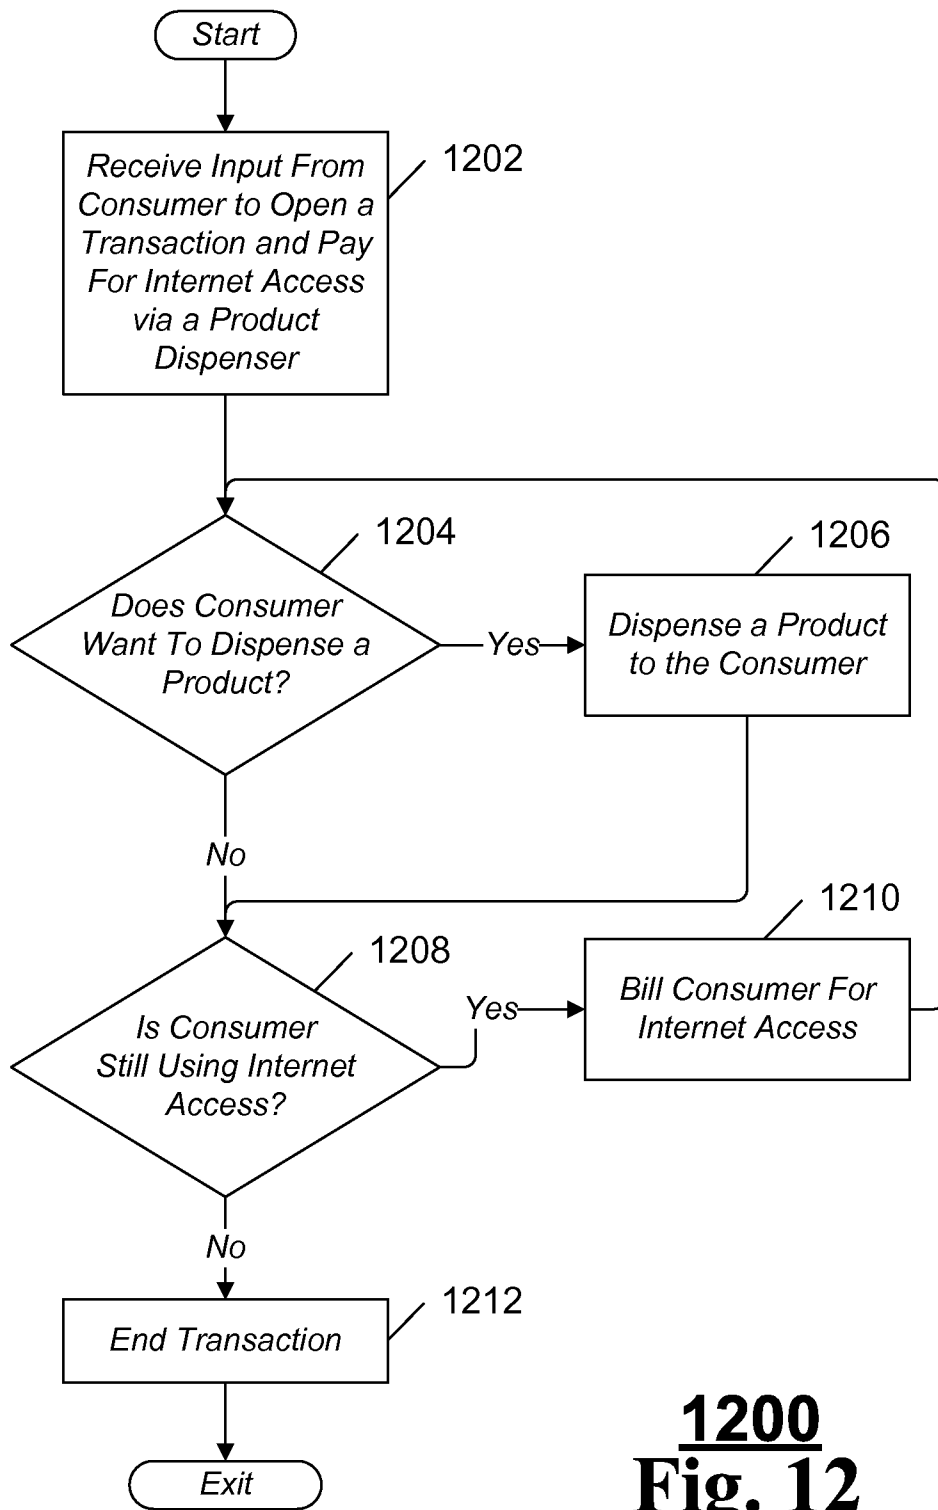 Start
Receive Input From
Consumer to Open a
Transaction and Pay
For Internet Access
via a Product
Dispenser
1202
1204
Does Consumer
Want To Dispense a
Product?
Yes
1206
Dispense a Product
to the Consumer
No
1208
Is Consumer
Still Using Internet
Access?
Yes
1210
Bill Consumer For
Internet Access
No
1212
End Transaction
Exit
1200
Fig. 12